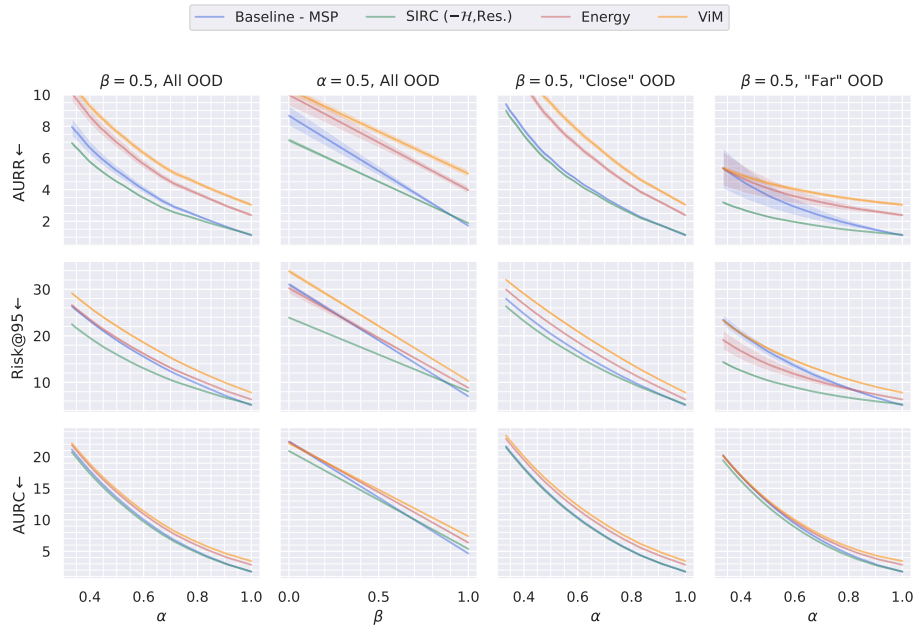 Baseline - MSP SIRC (−ℋ,Res.) Energy ViM
β = 0.5, All OOD α = 0.5, All OOD β = 0.5, "Close" OOD β = 0.5, "Far" OOD
AURR ←
10
8
6
4
2
Risk@95 ←
30
20
10
AURC ←
20
15
10
5
0.4 0.6 0.8 1.0 0.0 0.5 1.0 0.4 0.6 0.8 1.0 0.4 0.6 0.8 1.0
α β α α